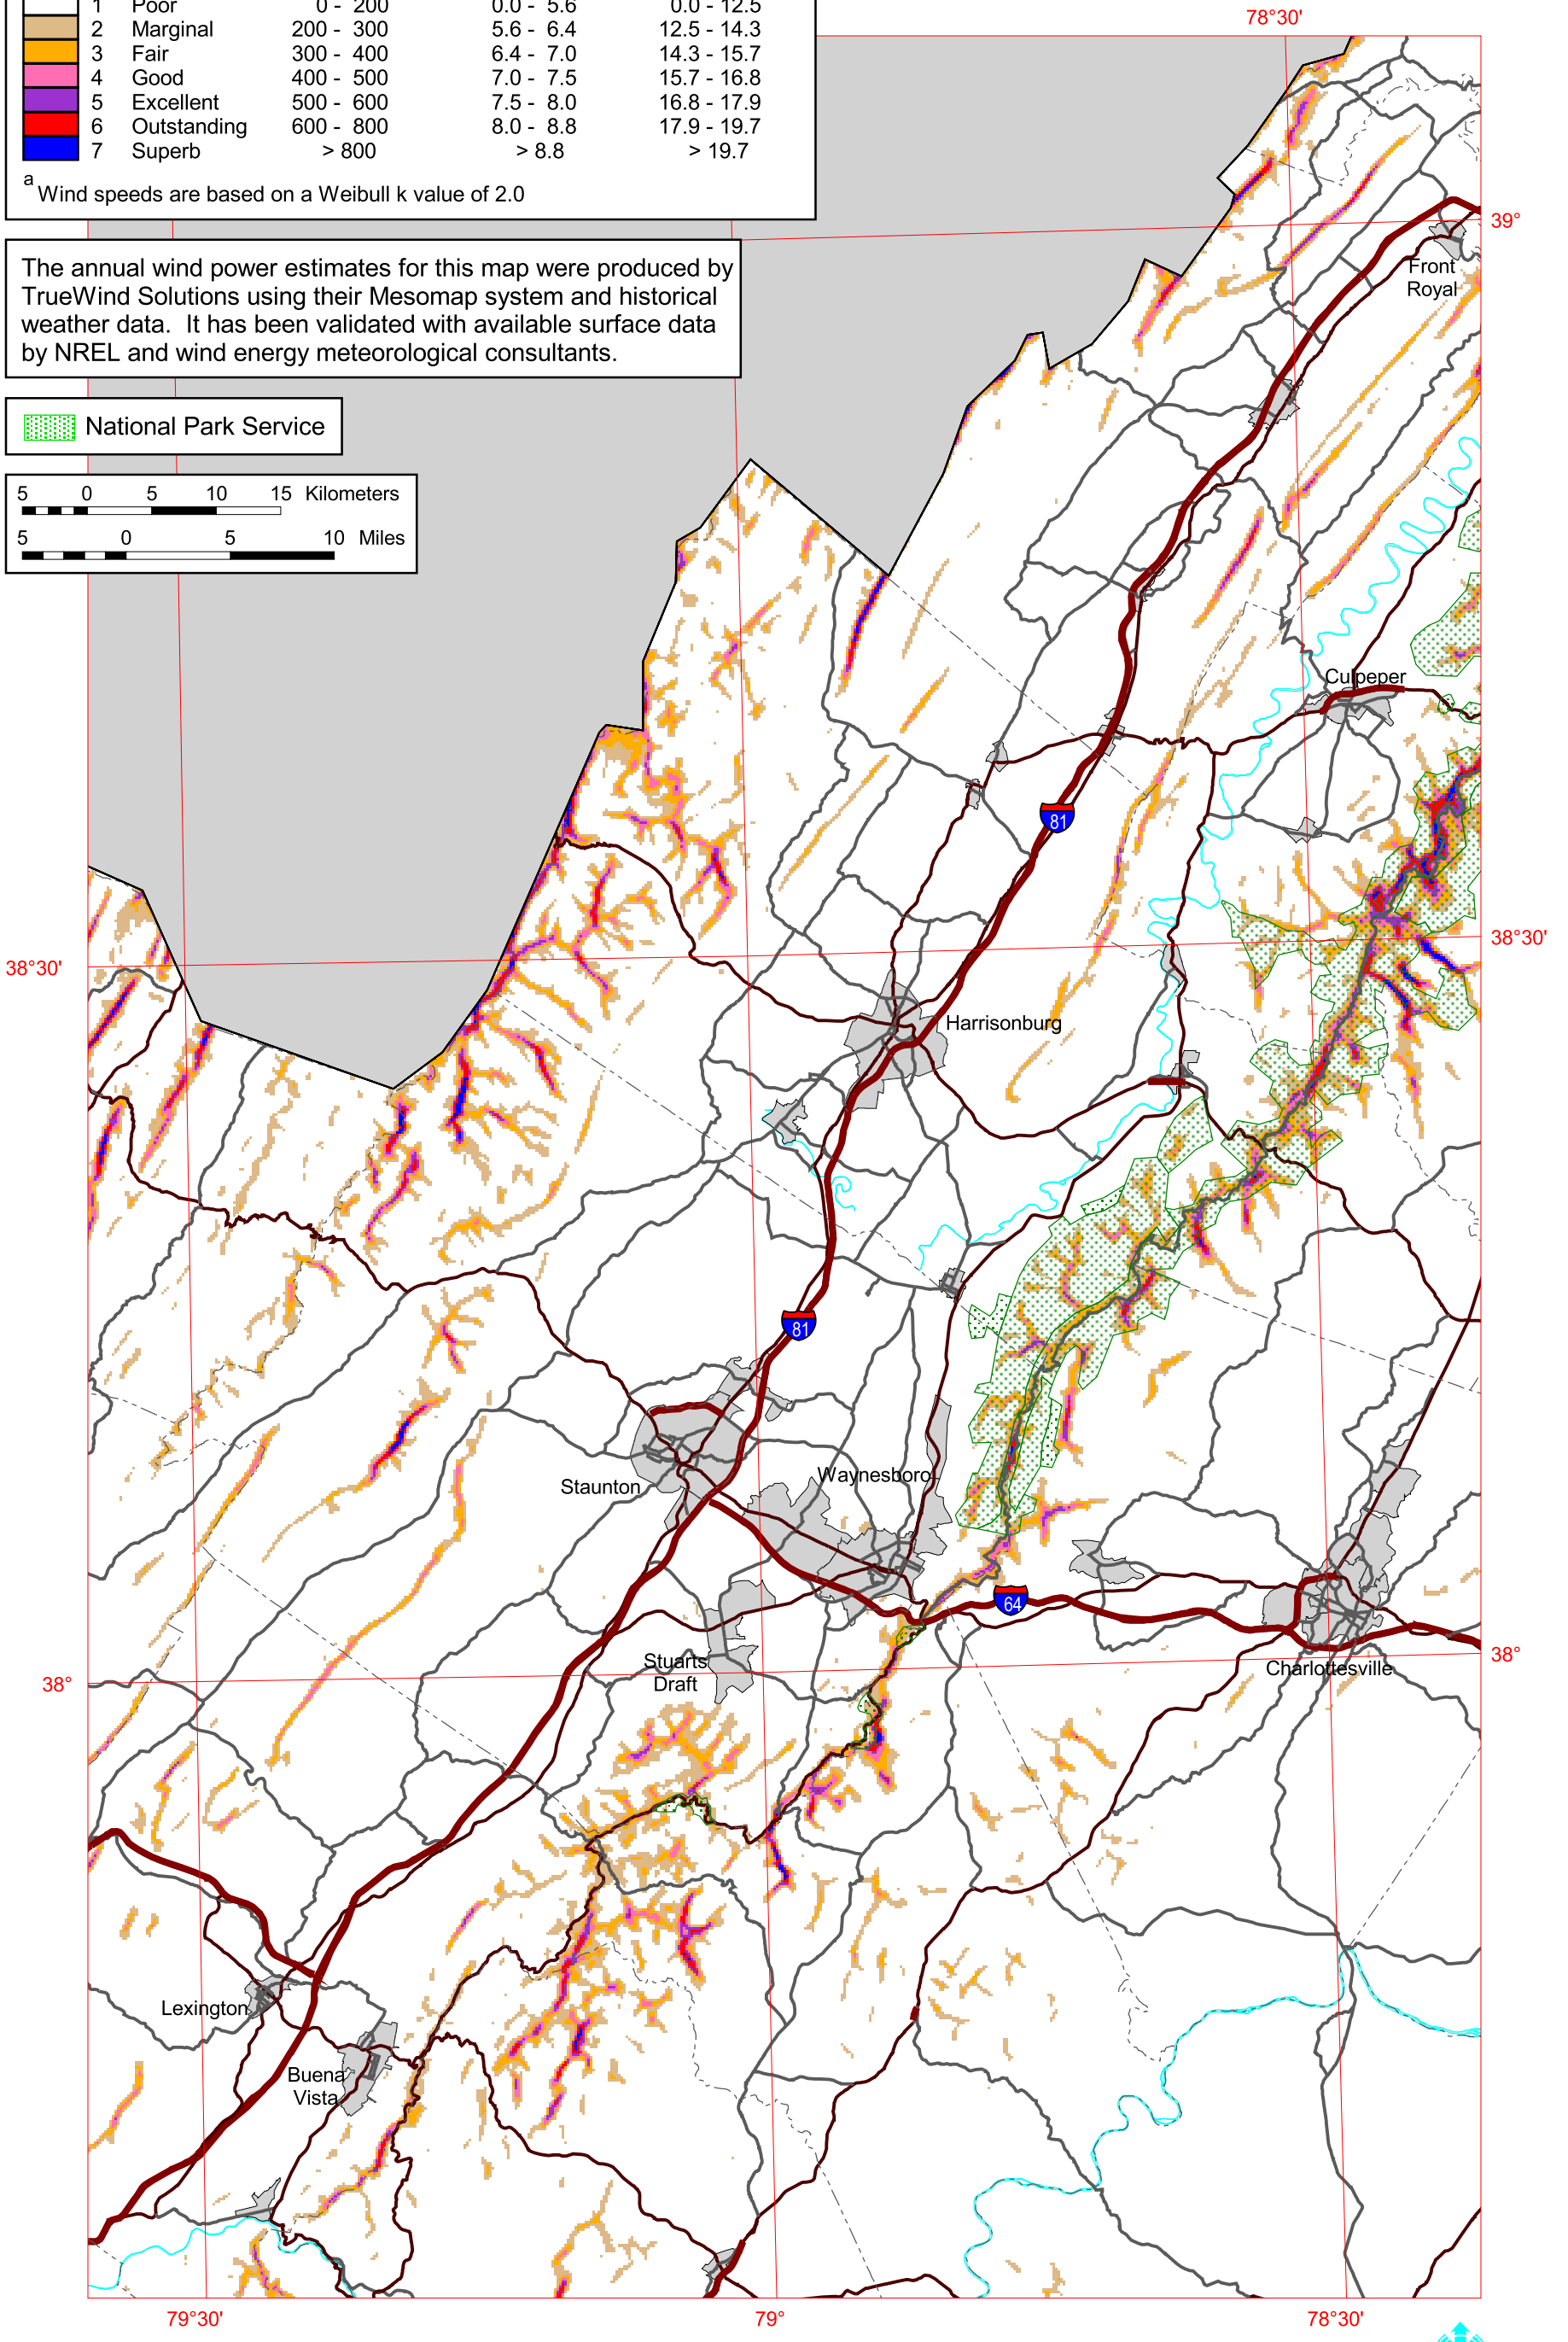 1 Poor 0 - 200 0.0 - 5.6 0.0 - 12.5
2 Marginal 200 - 300 5.6 - 6.4 12.5 - 14.3
3 Fair 300 - 400 6.4 - 7.0 14.3 - 15.7
4 Good 400 - 500 7.0 - 7.5 15.7 - 16.8
5 Excellent 500 - 600 7.5 - 8.0 16.8 - 17.9
6 Outstanding 600 - 800 8.0 - 8.8 17.9 - 19.7
7 Superb > 800 > 8.8 > 19.7
a Wind speeds are based on a Weibull k value of 2.0
The annual wind power estimates for this map were produced by
TrueWind Solutions using their Mesomap system and historical
weather data. It has been validated with available surface data
by NREL and wind energy meteorological consultants.
National Park Service
5 0 5 10 15 Kilometers
5 0 5 10 Miles
78°30'
39°
Front
Royal
Culpeper
81
38°30'
38°30'
Harrisonburg
81
Staunton
Waynesboro
64
Stuarts
Draft
Charlottesville
38°
38°
Lexington
Buena
Vista
79°30'
79°
78°30'